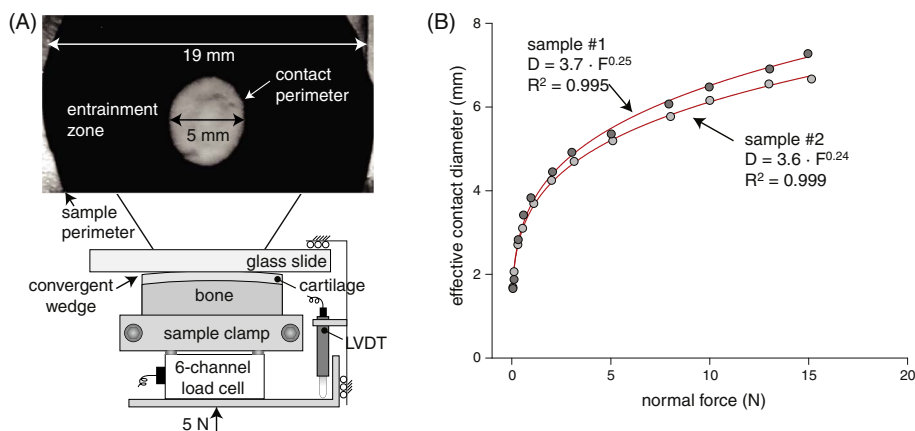 (A)
19 mm
contact
perimeter
entrainment
zone
5 mm
sample
perimeter
glass slide
convergent
wedge
cartilage
bone
sample clamp
LVDT
6-channel
load cell
5 N
(B)
8
6
4
2
0
0
5
10
15
20
effective contact diameter (mm)
normal force (N)
sample #1
D = 3.7 · F^0.25
R² = 0.995
sample #2
D = 3.6 · F^0.24
R² = 0.999